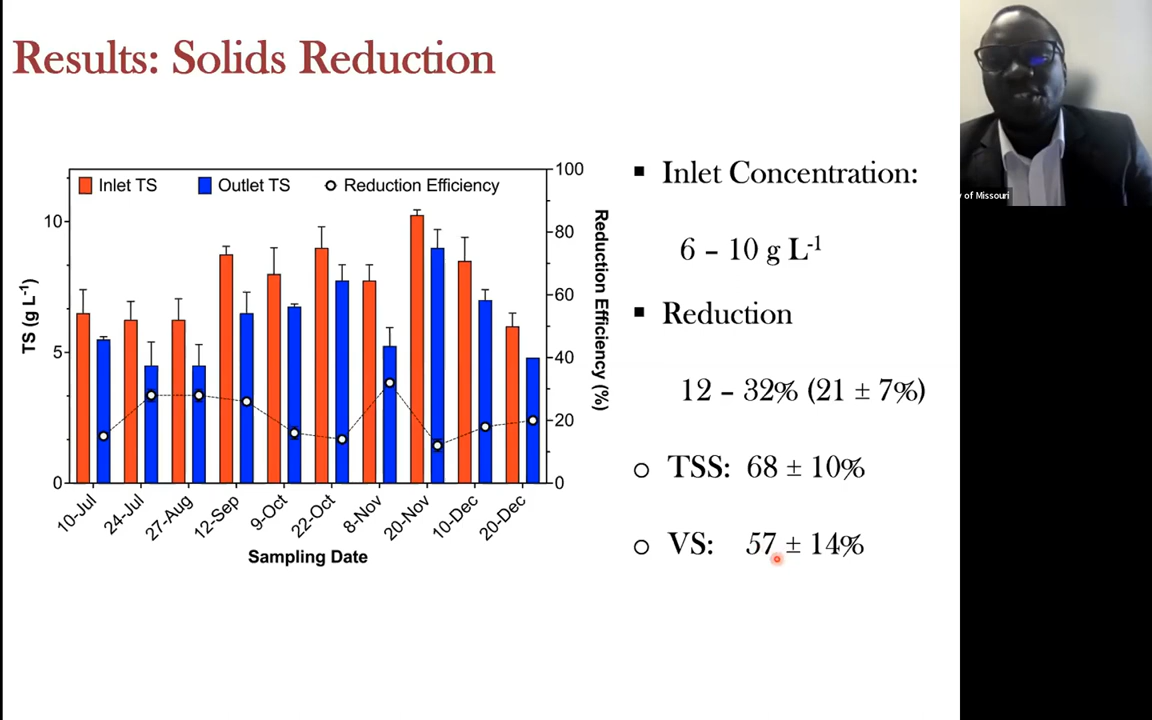 Results: Solids Reduction
Inlet TS
Outlet TS
Reduction Efficiency
TS (g L-1)
10
5
0
100
80
60
40
20
0
Reduction Efficiency (%)
10-Jul
24-Jul
27-Aug
12-Sep
9-Oct
22-Oct
8-Nov
20-Nov
10-Dec
20-Dec
Sampling Date
▪ Inlet Concentration:
6 – 10 g L-1
▪ Reduction
12 – 32% (21 ± 7%)
○ TSS: 68 ± 10%
○ VS: 57 ± 14%
y of Missouri